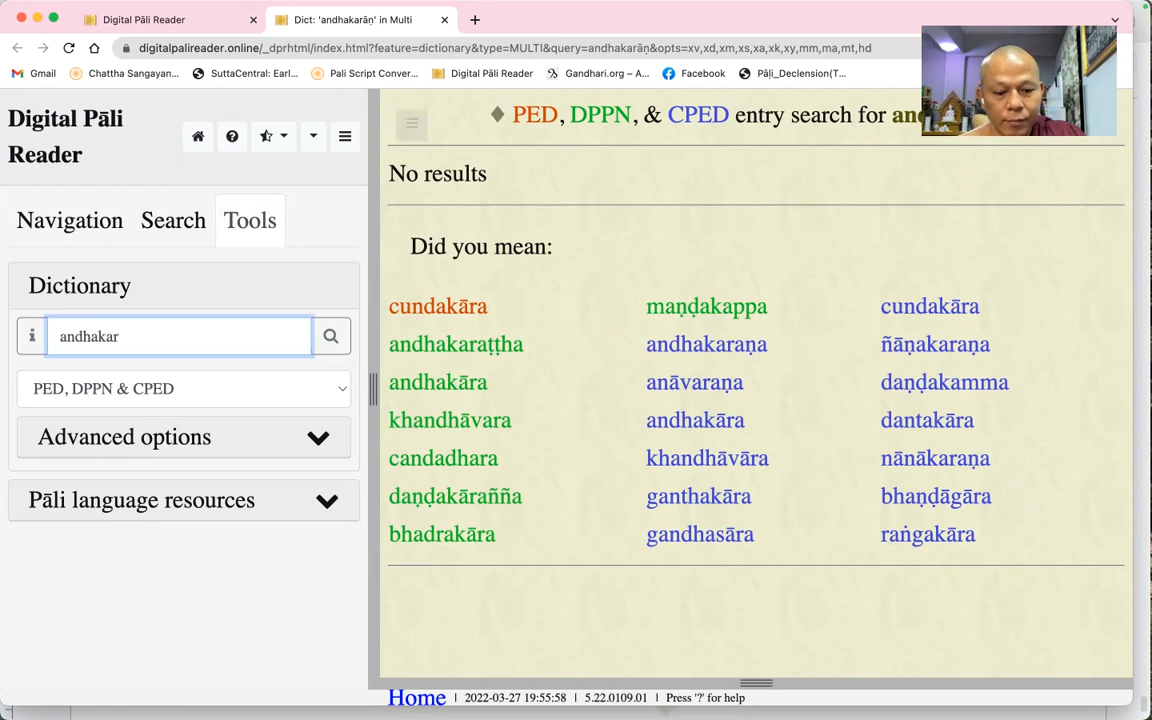 Digital Pāli Reader
Dict: 'andhakarāṇ' in Multi
digitalpalireader.online/_dprhtml/index.html?feature=dictionary&type=MULTI&query=andhakarāṇ&opts=xv,xd,xm,xs,xa,xk,xy,mm,ma,mt,hd
Gmail
Chattha Sangayan...
SuttaCentral: Earl...
Pali Script Conver...
Digital Pāḷi Reader
Gandhari.org – A...
Facebook
Pāḷi_Declension(T...
Digital Pāli
Reader
Navigation
Search
Tools
Dictionary
andhakar
PED, DPPN & CPED
Advanced options
Pāli language resources
♦ PED, DPPN, & CPED entry search for an
No results
Did you mean:
cundakāra maṇḍakappa cundakāra
andhakaraṭṭha andhakaraṇa ñāṇakaraṇa
andhakāra anāvaraṇa daṇḍakamma
khandhāvara andhakāra dantakāra
candadhara khandhāvāra nānākaraṇa
daṇḍakārañña ganthakāra bhaṇḍāgāra
bhadrakāra gandhasāra raṅgakāra
Home | 2022-03-27 19:55:58 | 5.22.0109.01 | Press '?' for help